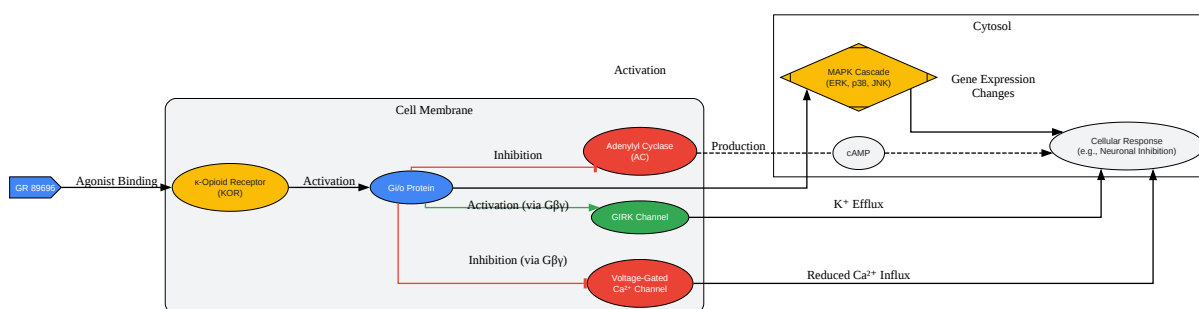 Cytosol
Activation
MAPK Cascade
(ERK, p38, JNK)
Gene Expression
Changes
Cell Membrane
Adenylyl Cyclase
(AC)
Production
cAMP
Cellular Response
(e.g., Neuronal Inhibition)
Inhibition
GR 89696
Agonist Binding
κ-Opioid Receptor
(KOR)
Activation
Gi/o Protein
Activation (via Gβγ)
GIRK Channel
K⁺ Efflux
Inhibition (via Gβγ)
Voltage-Gated
Ca²⁺ Channel
Reduced Ca²⁺ Influx